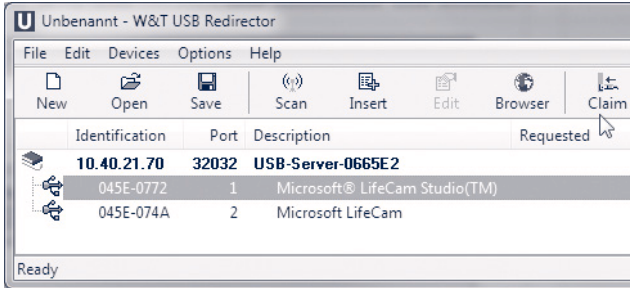 U Unbenannt - W&T USB Redirector
File Edit Devices Options Help
New Open Save Scan Insert Edit Browser Claim
Identification Port Description Requested
10.40.21.70 32032 USB-Server-0665E2
045E-0772 1 Microsoft® LifeCam Studio(TM)
045E-074A 2 Microsoft LifeCam
Ready